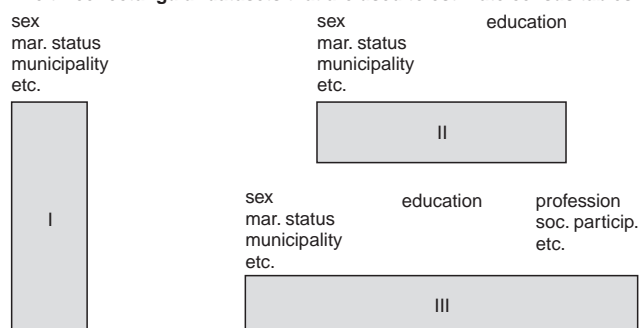 sex
mar. status
municipality
etc.
I
sex education
mar. status
municipality
etc.
II
sex education profession
mar. status soc. particip.
municipality etc.
etc.
III